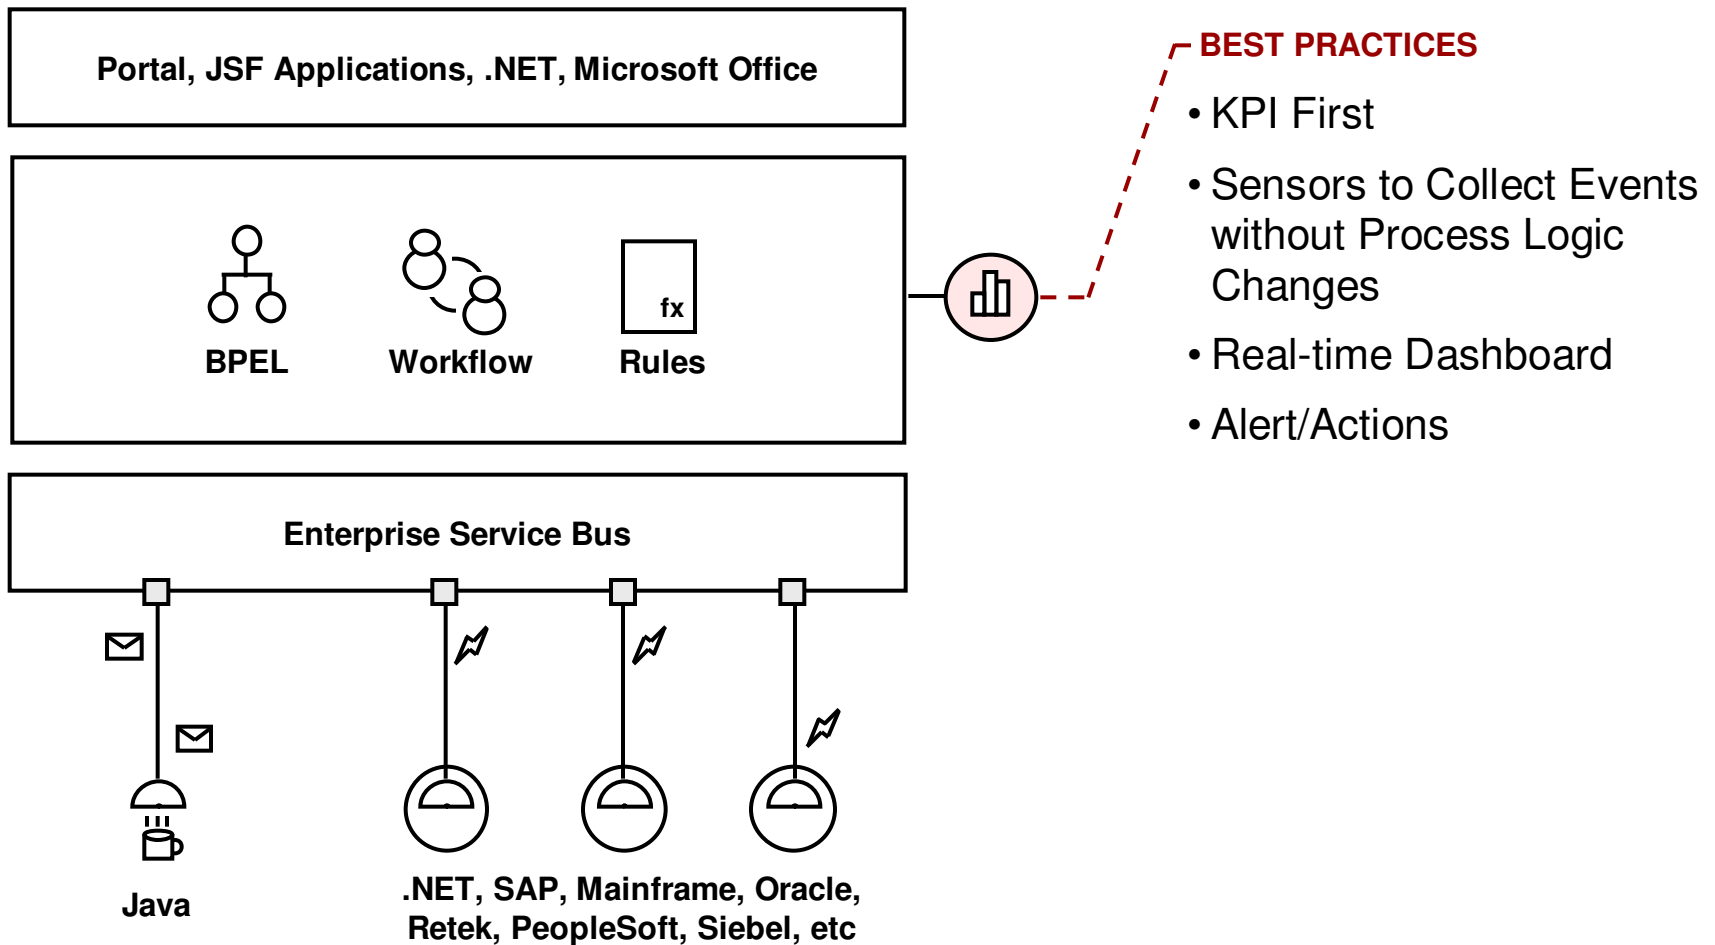 Portal, JSF Applications, .NET, Microsoft Office
BEST PRACTICES
• KPI First
• Sensors to Collect Events
without Process Logic
Changes
• Real-time Dashboard
• Alert/Actions
fx
BPEL
Workflow
Rules
Enterprise Service Bus
Java
.NET, SAP, Mainframe, Oracle,
Retek, PeopleSoft, Siebel, etc